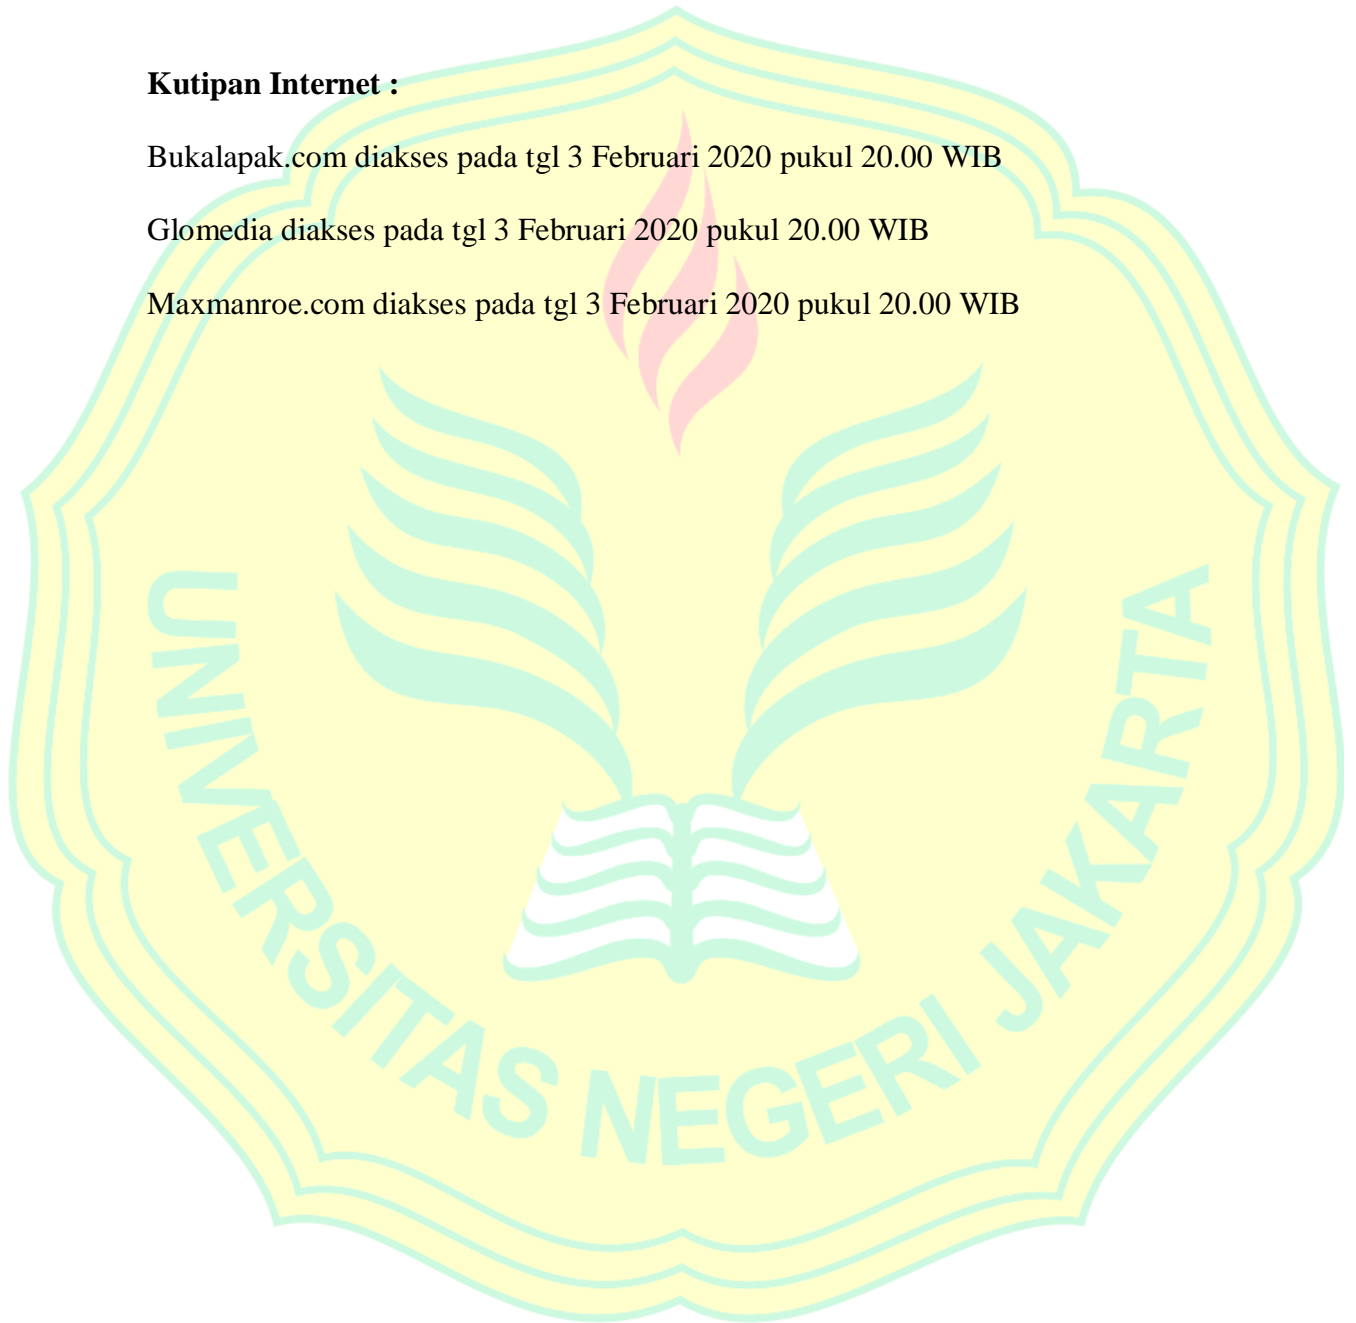 Kutipan Internet :
Bukalapak.com diakses pada tgl 3 Februari 2020 pukul 20.00 WIB
Glomedia diakses pada tgl 3 Februari 2020 pukul 20.00 WIB
Maxmanroe.com diakses pada tgl 3 Februari 2020 pukul 20.00 WIB
UNIVERSITAS NEGERI JAKARTA